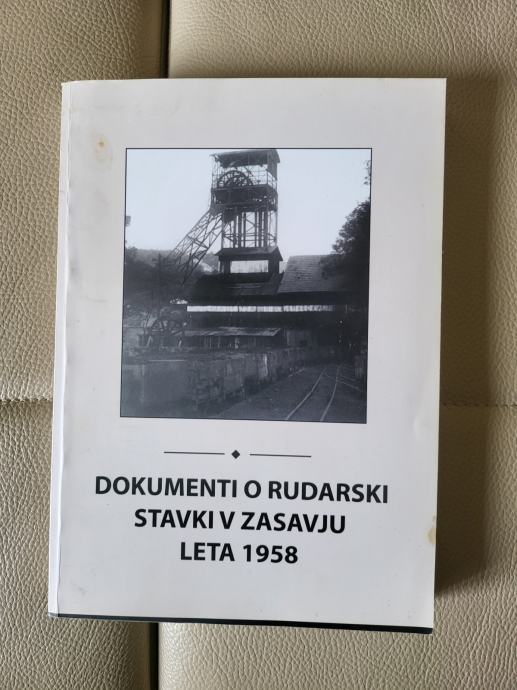 DOKUMENTI O RUDARSKI
STAVKI V ZASAVJU
LETA 1958